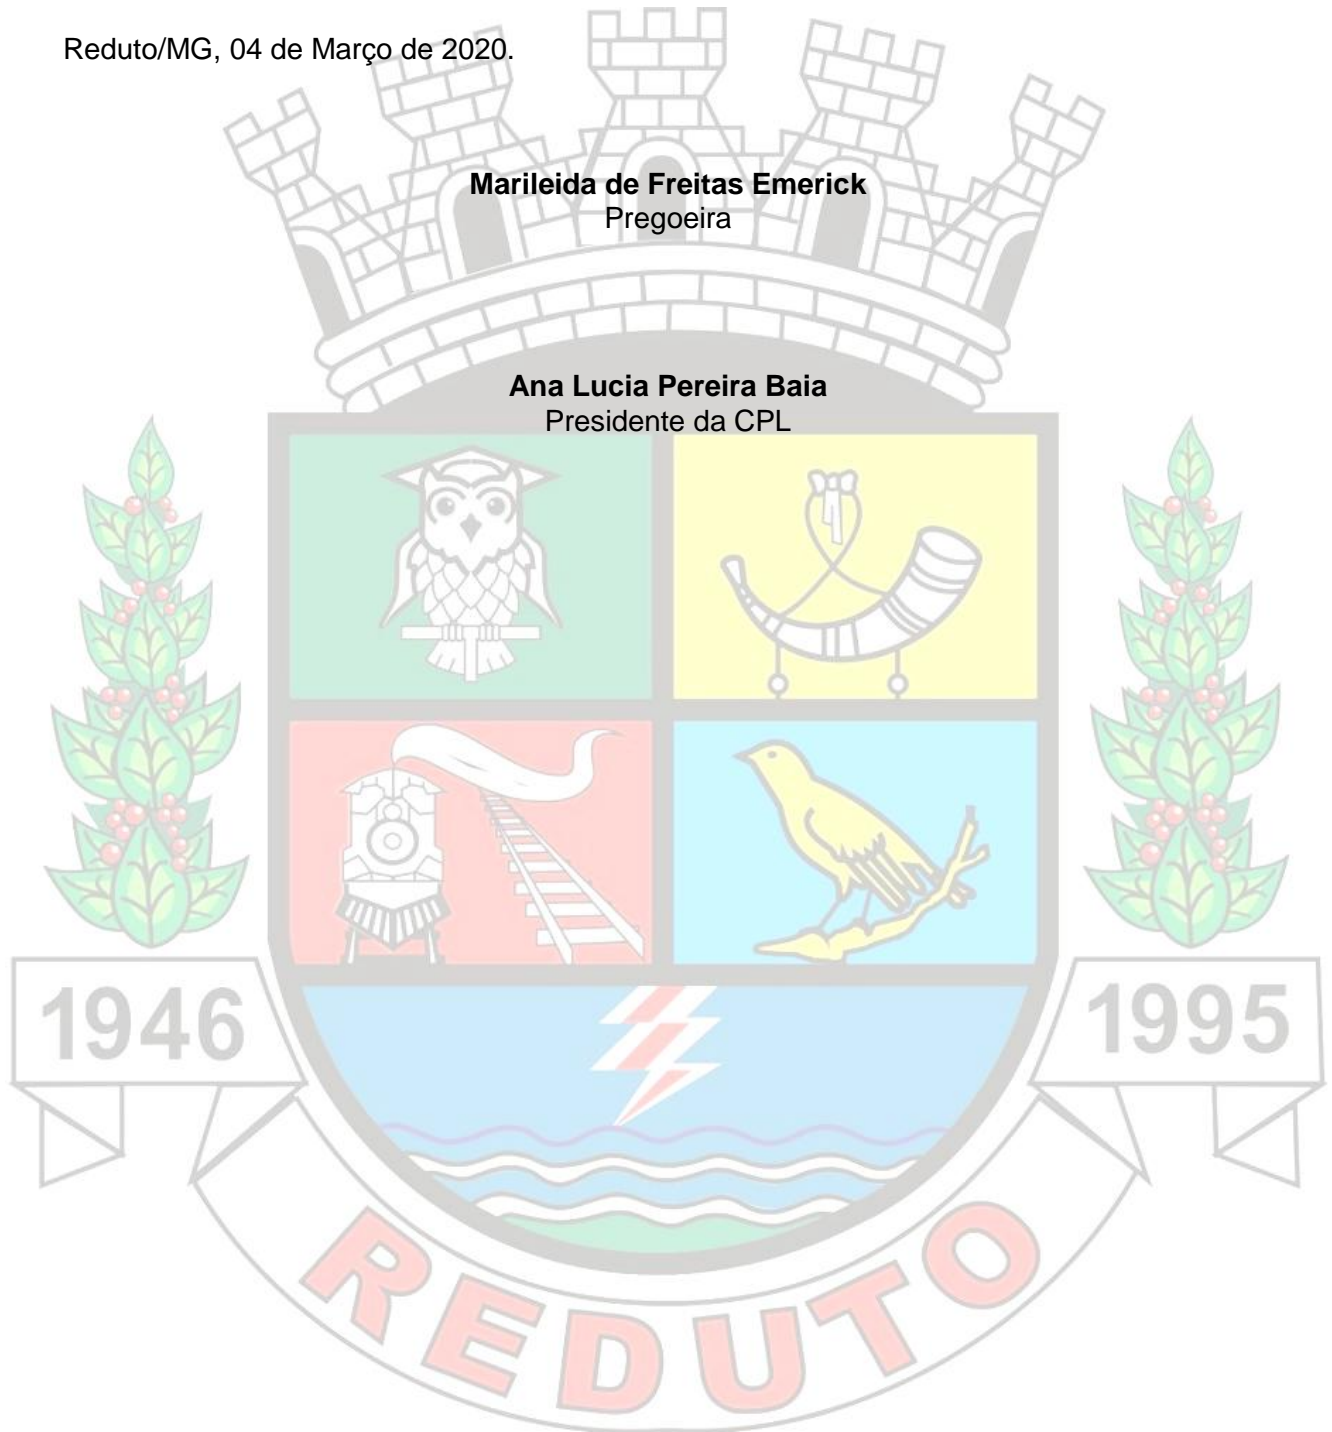 Reduto/MG, 04 de Março de 2020.
Marileida de Freitas Emerick
Pregoeira
Ana Lucia Pereira Baia
Presidente da CPL
1946
1995
REDUTO